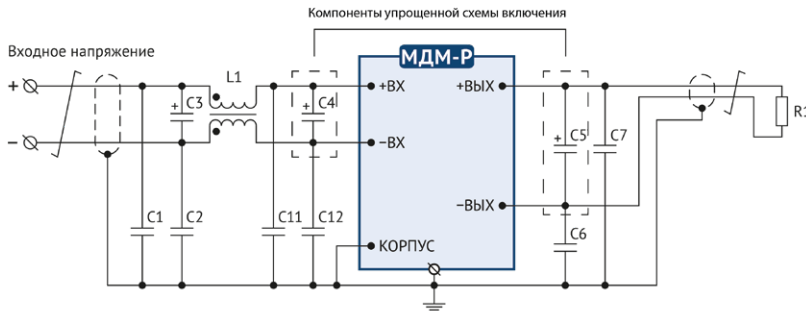 Компоненты упрощенной схемы включения
Входное напряжение
МДМ-Р
L1
+
+ C3
+ C4
+ВХ
+ВЫХ
+ C5
C7
R1
−
−ВХ
−ВЫХ
C1
C2
C11
C12
C6
КОРПУС